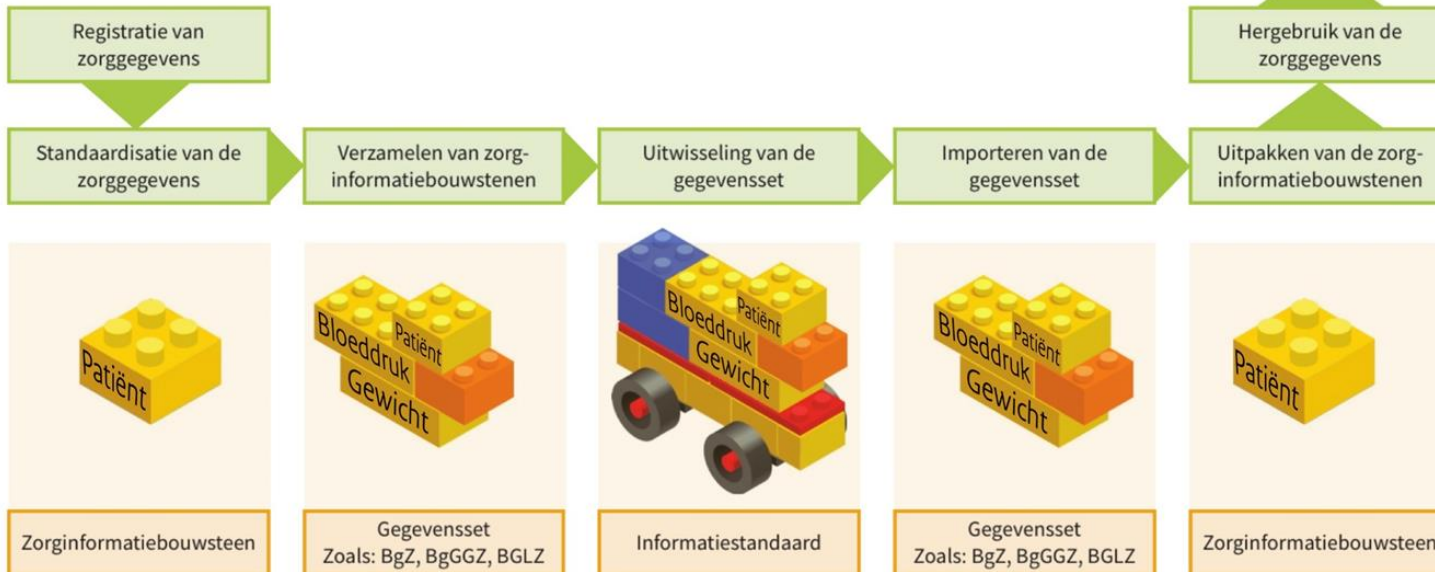 Registratie van
zorggegevens
Hergebruik van de
zorggegevens
Standaardisatie van de
zorggegevens
Verzamelen van zorg-
informatiebouwstenen
Uitwisseling van de
gegevensset
Importeren van de
gegevensset
Uitpakken van de zorg-
informatiebouwstenen
Patiënt
Bloeddruk
Patiënt
Gewicht
Bloeddruk
Patiënt
Gewicht
Bloeddruk
Patiënt
Gewicht
Patiënt
Zorginformatiebouwsteen
Gegevensset
Zoals: BgZ, BgGGZ, BGLZ
Informatiestandaard
Gegevensset
Zoals: BgZ, BgGGZ, BGLZ
Zorginformatiebouwsteen